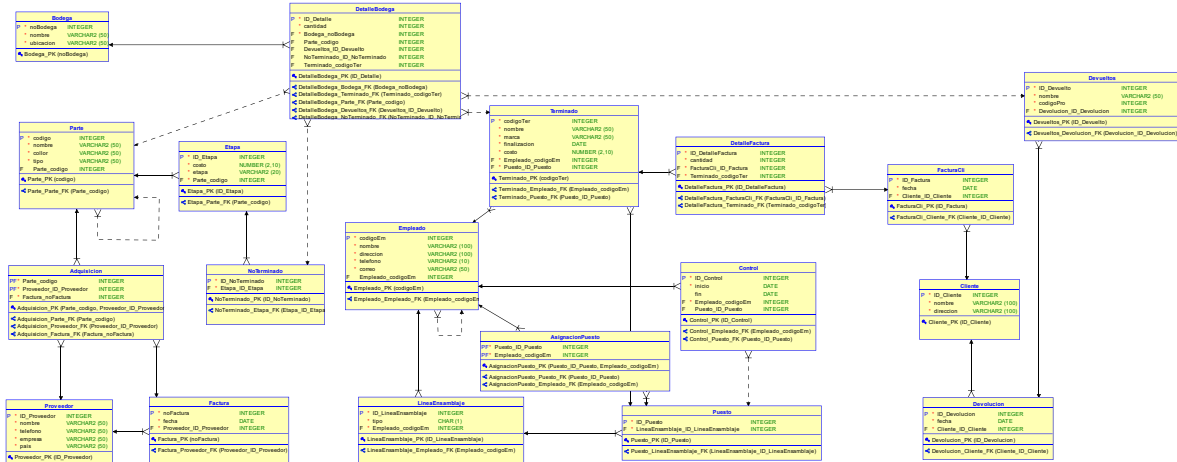 Bodega
P * noBodega INTEGER
* nombre VARCHAR2 (50)
* ubicacion VARCHAR2 (50)
Bodega_PK (noBodega)
DetalleBodega
P * ID_Detalle INTEGER
* cantidad INTEGER
F * Bodega_noBodega INTEGER
F Parte_codigo INTEGER
F Devueltos_ID_Devuelto INTEGER
F NoTerminado_ID_NoTerminado INTEGER
F Terminado_codigoTer INTEGER
DetalleBodega_PK (ID_Detalle)
DetalleBodega_Bodega_FK (Bodega_noBodega)
DetalleBodega_Terminado_FK (Terminado_codigoTer)
DetalleBodega_Parte_FK (Parte_codigo)
DetalleBodega_Devueltos_FK (Devueltos_ID_Devuelto)
DetalleBodega_NoTerminado_FK (NoTerminado_ID_NoTermi
Devueltos
P * ID_Devuelto INTEGER
* nombre VARCHAR2 (50)
* codigoPro INTEGER
F * Devolucion_ID_Devolucion INTEGER
Devueltos_PK (ID_Devuelto)
Devueltos_Devolucion_FK (Devolucion_ID_Devolucion)
Parte
P * codigo INTEGER
* nombre VARCHAR2 (50)
* collor VARCHAR2 (50)
* tipo VARCHAR2 (50)
F Parte_codigo INTEGER
Parte_PK (codigo)
Parte_Parte_FK (Parte_codigo)
Etapa
P * ID_Etapa INTEGER
* costo NUMBER (2,10)
* etapa VARCHAR2 (20)
F * Parte_codigo INTEGER
Etapa_PK (ID_Etapa)
Etapa_Parte_FK (Parte_codigo)
Terminado
P * codigoTer INTEGER
* nombre VARCHAR2 (50)
* marca VARCHAR2 (50)
* finalizacion DATE
* costo NUMBER (2,10)
F * Empleado_codigoEm INTEGER
F * Puesto_ID_Puesto INTEGER
Terminado_PK (codigoTer)
Terminado_Empleado_FK (Empleado_codigoEm)
Terminado_Puesto_FK (Puesto_ID_Puesto)
DetalleFactura
P * ID_DetalleFactura INTEGER
* cantidad INTEGER
F * FacturaCli_ID_Factura INTEGER
F * Terminado_codigoTer INTEGER
DetalleFactura_PK (ID_DetalleFactura)
DetalleFactura_FacturaCli_FK (FacturaCli_ID_Factura)
DetalleFactura_Terminado_FK (Terminado_codigoTer
FacturaCli
P * ID_Factura INTEGER
* fecha DATE
F * Cliente_ID_Cliente INTEGER
FacturaCli_PK (ID_Factura)
FacturaCli_Cliente_FK (Cliente_ID_Cliente)
Empleado
P * codigoEm INTEGER
* nombre VARCHAR2 (100)
* direccion VARCHAR2 (100)
* telefono VARCHAR2 (10)
* correo VARCHAR2 (50)
F Empleado_codigoEm INTEGER
Empleado_PK (codigoEm)
Empleado_Empleado_FK (Empleado_codigoEm
Adquisicion
PF* Parte_codigo INTEGER
PF* Proveedor_ID_Proveedor INTEGER
F * Factura_noFactura INTEGER
Adquisicion_PK (Parte_codigo, Proveedor_ID_Proveedor
Adquisicion_Parte_FK (Parte_codigo)
Adquisicion_Proveedor_FK (Proveedor_ID_Proveedor)
Adquisicion_Factura_FK (Factura_noFactura)
NoTerminado
P * ID_NoTerminado INTEGER
F * Etapa_ID_Etapa INTEGER
NoTerminado_PK (ID_NoTerminado)
NoTerminado_Etapa_FK (Etapa_ID_Etapa
Control
P * ID_Control INTEGER
* inicio DATE
fin DATE
F * Empleado_codigoEm INTEGER
F Puesto_ID_Puesto INTEGER
Control_PK (ID_Control)
Control_Empleado_FK (Empleado_codigoEm)
Control_Puesto_FK (Puesto_ID_Puesto)
Cliente
P * ID_Cliente INTEGER
* nombre VARCHAR2 (100)
* direccion VARCHAR2 (100)
Cliente_PK (ID_Cliente)
AsignacionPuesto
PF* Puesto_ID_Puesto INTEGER
PF* Empleado_codigoEm INTEGER
AsignacionPuesto_PK (Puesto_ID_Puesto, Empleado_codigoEm)
AsignacionPuesto_Puesto_FK (Puesto_ID_Puesto)
AsignacionPuesto_Empleado_FK (Empleado_codigoEm)
Proveedor
P * ID_Proveedor INTEGER
* nombre VARCHAR2 (50)
* telefono VARCHAR2 (50)
* empresa VARCHAR2 (50)
* pais VARCHAR2 (50)
Proveedor_PK (ID_Proveedor)
Factura
P * noFactura INTEGER
* fecha DATE
F * Proveedor_ID_Proveedor INTEGER
Factura_PK (noFactura)
Factura_Proveedor_FK (Proveedor_ID_Proveedor)
LineaEnsamblaje
P * ID_LineaEnsamblaje INTEGER
* tipo CHAR (1)
F * Empleado_codigoEm INTEGER
LineaEnsamblaje_PK (ID_LineaEnsamblaje)
LineaEnsamblaje_Empleado_FK (Empleado_codigoEm)
Puesto
P * ID_Puesto INTEGER
F * LineaEnsamblaje_ID_LineaEnsamblaje INTEGER
Puesto_PK (ID_Puesto)
Puesto_LineaEnsamblaje_FK (LineaEnsamblaje_ID_LineaEnsamblaje)
Devolucion
P * ID_Devolucion INTEGER
* fecha DATE
F * Cliente_ID_Cliente INTEGER
Devolucion_PK (ID_Devolucion)
Devolucion_Cliente_FK (Cliente_ID_Cliente)